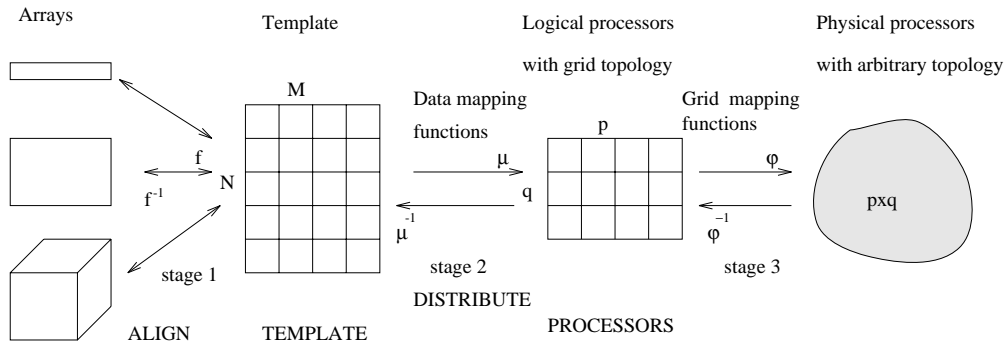 Arrays
Template
Logical processors
with grid topology
Physical processors
with arbitrary topology
M
Data mapping
functions
p
Grid mapping
functions
f
f-1
N
μ
μ-1
q
φ
φ-1
pxq
stage 1
stage 2
stage 3
ALIGN
TEMPLATE
DISTRIBUTE
PROCESSORS